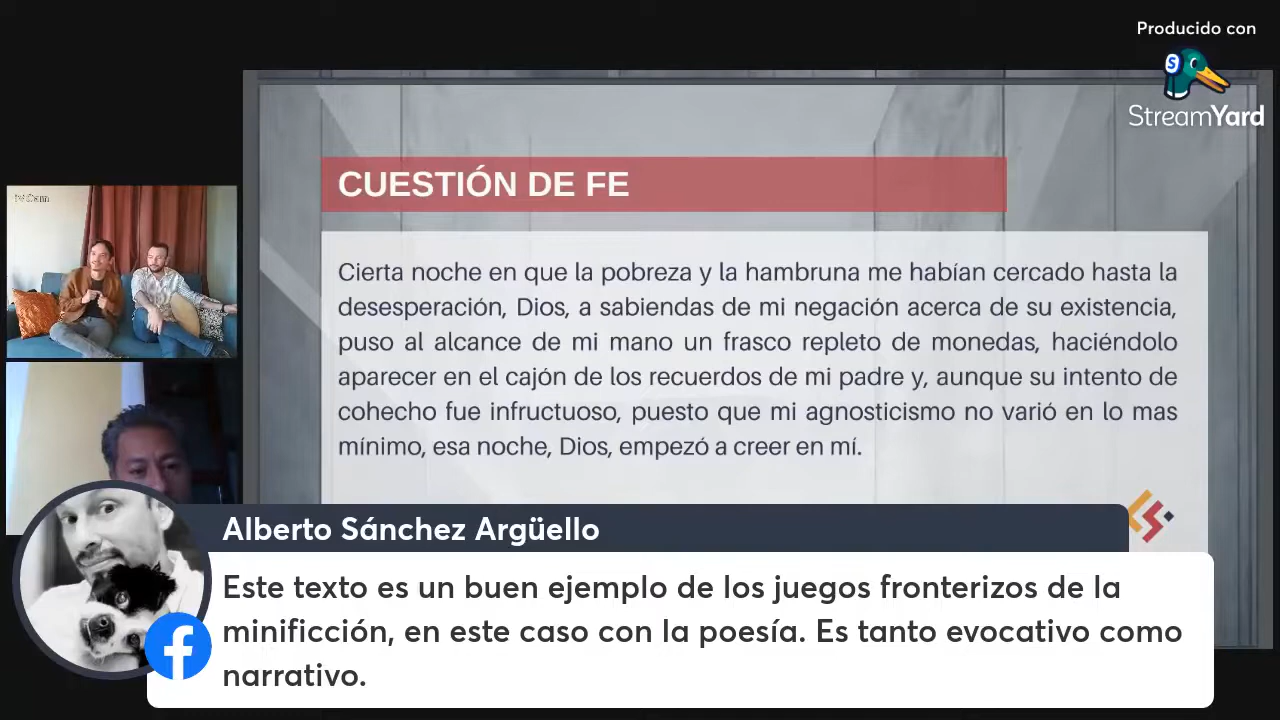 Producido con
StreamYard
CUESTIÓN DE FE
Cierta noche en que la pobreza y la hambruna me habían cercado hasta la
desesperación, Dios, a sabiendas de mi negación acerca de su existencia,
puso al alcance de mi mano un frasco repleto de monedas, haciéndolo
aparecer en el cajón de los recuerdos de mi padre y, aunque su intento de
cohecho fue infructuoso, puesto que mi agnosticismo no varió en lo mas
mínimo, esa noche, Dios, empezó a creer en mí.
Alberto Sánchez Argüello
Este texto es un buen ejemplo de los juegos fronterizos de la
minificción, en este caso con la poesía. Es tanto evocativo como
narrativo.